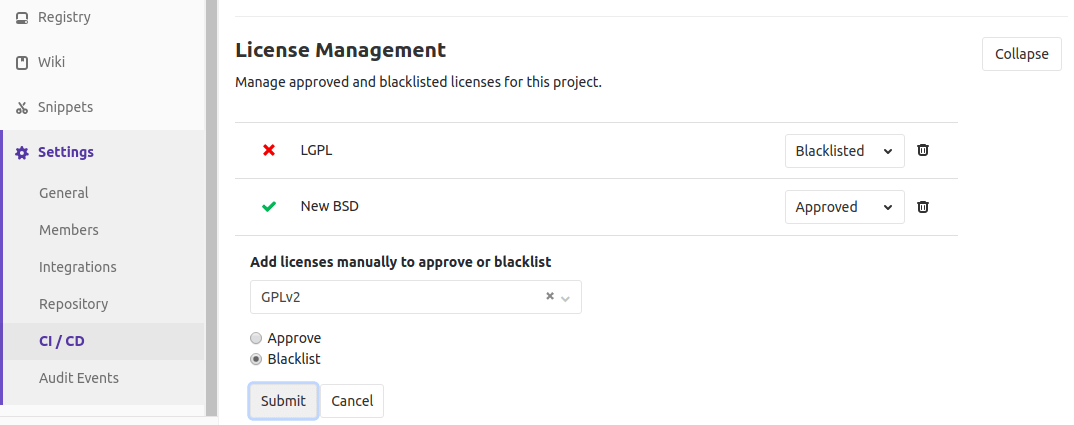 Registry
Wiki
Snippets
Settings
General
Members
Integrations
Repository
CI / CD
Audit Events
License Management
Collapse
Manage approved and blacklisted licenses for this project.
LGPL Blacklisted
New BSD Approved
Add licenses manually to approve or blacklist
GPLv2
Approve
Blacklist
Submit Cancel